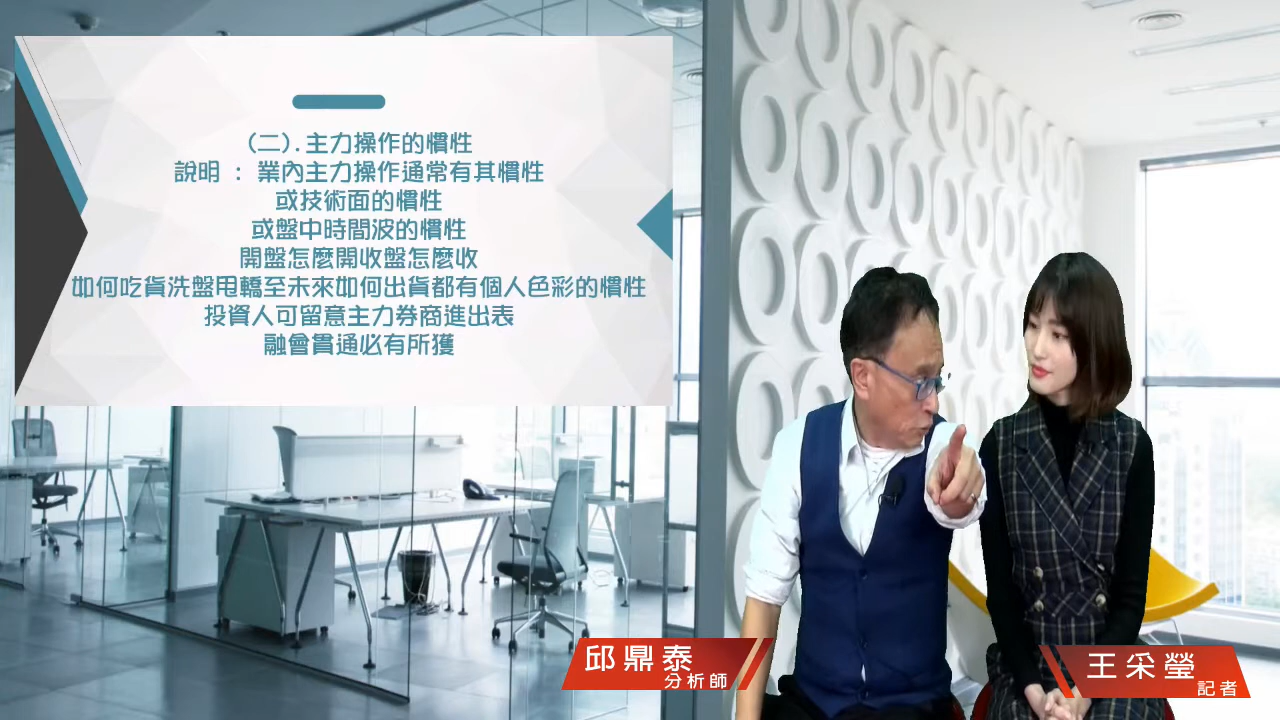 (二).主力操作的慣性
說明 : 業內主力操作通常有其慣性
或技術面的慣性
或盤中時間波的慣性
開盤怎麼開收盤怎麼收
如何吃貨洗盤甩轎至未來如何出貨都有個人色彩的慣性
投資人可留意主力券商進出表
融會貫通必有所獲
邱鼎泰
分析師
王采瑩
記者